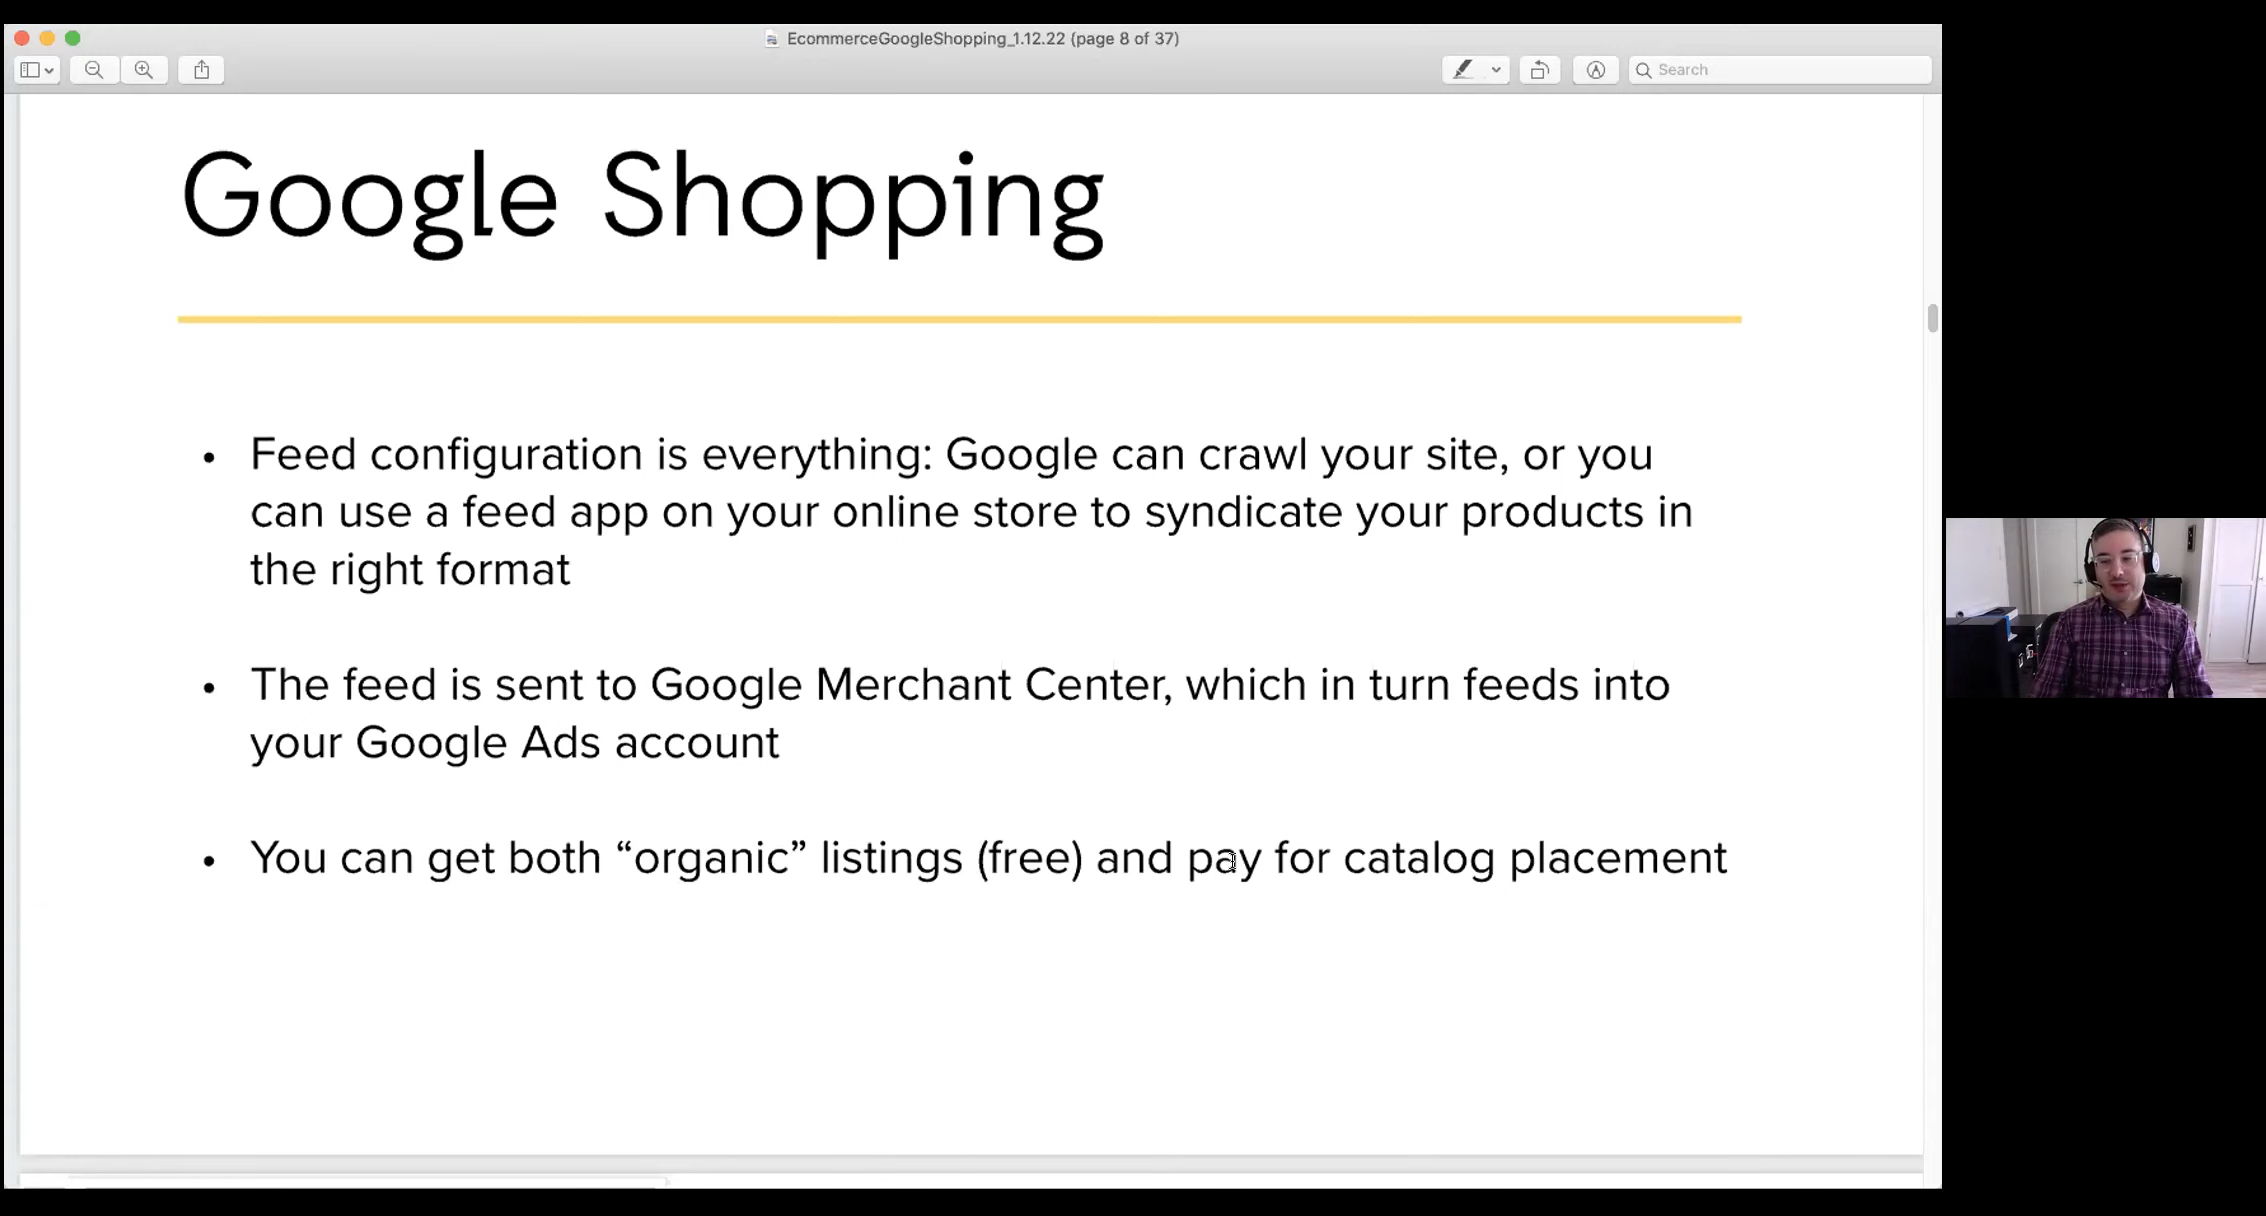 EcommerceGoogleShopping_1.12.22 (page 8 of 37)
Search
Google Shopping
• Feed configuration is everything: Google can crawl your site, or you
can use a feed app on your online store to syndicate your products in
the right format
• The feed is sent to Google Merchant Center, which in turn feeds into
your Google Ads account
• You can get both “organic” listings (free) and pay for catalog placement